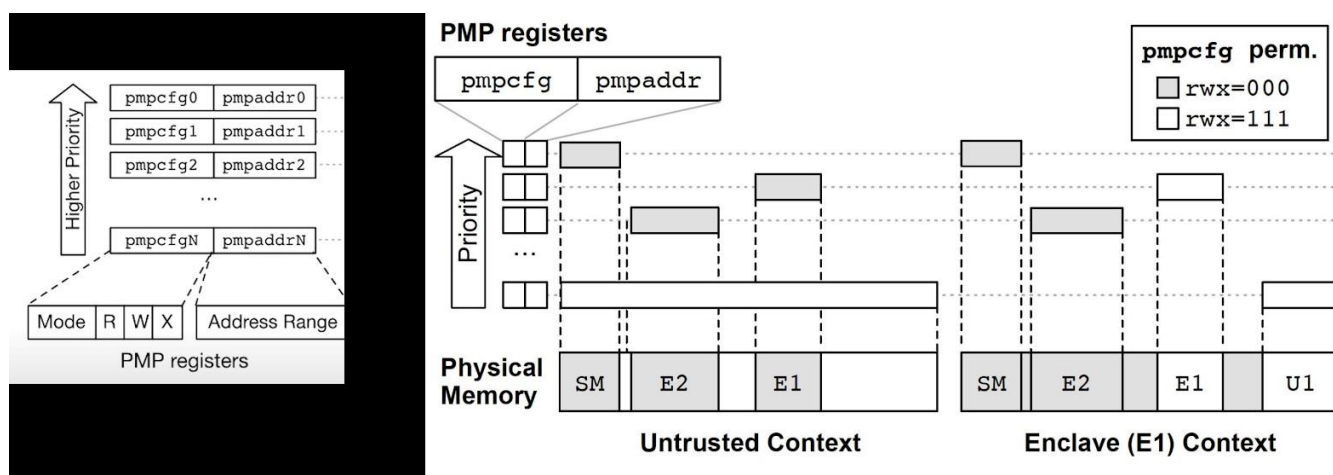 Higher Priority
pmpcfg0 pmpaddr0
pmpcfg1 pmpaddr1
pmpcfg2 pmpaddr2
...
pmpcfgN pmpaddrN
Mode R W X Address Range
PMP registers
PMP registers
pmpcfg pmpaddr
Priority
...
pmpcfg perm.
rwx=000
rwx=111
Physical
Memory
SM E2 E1
SM E2 E1 U1
Untrusted Context
Enclave (E1) Context